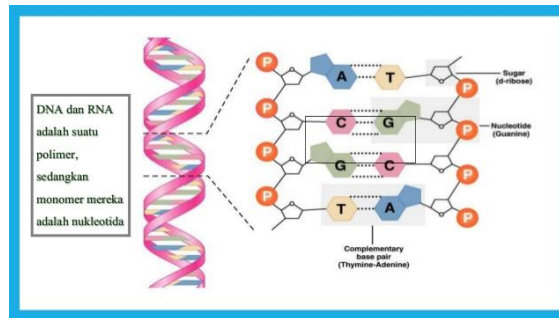 DNA dan RNA
adalah suatu
polimer,
sedangkan
monomer mereka
adalah nukleotida
P
A
T
Sugar
(d-ribose)
P
P
C
G
P
Nucleotide
(Guanine)
P
G
C
P
P
T
A
P
Complementary
base pair
(Thymine-Adenine)